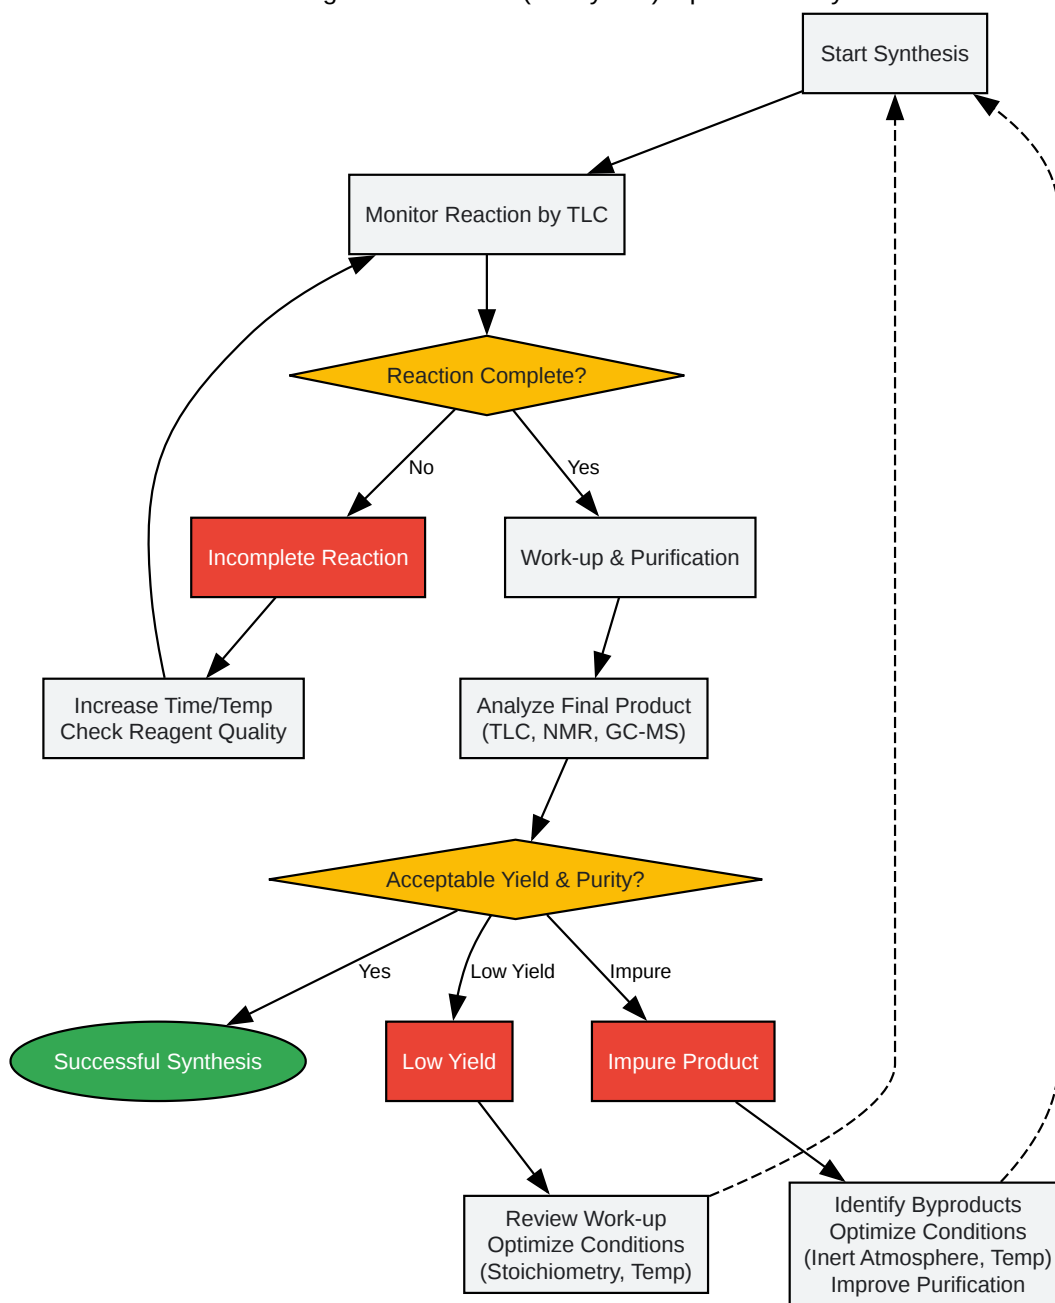 Start Synthesis
Monitor Reaction by TLC
Reaction Complete?
No
Yes
Incomplete Reaction
Work-up & Purification
Increase Time/Temp
Check Reagent Quality
Analyze Final Product
(TLC, NMR, GC-MS)
Acceptable Yield & Purity?
Yes
Low Yield
Impure
Successful Synthesis
Low Yield
Impure Product
Review Work-up
Optimize Conditions
(Stoichiometry, Temp)
Identify Byproducts
Optimize Conditions
(Inert Atmosphere, Temp)
Improve Purification